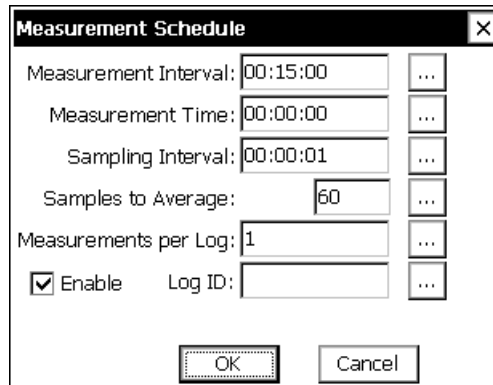 Measurement Schedule
Measurement Interval: 00:15:00 ...
Measurement Time: 00:00:00 ...
Sampling Interval: 00:00:01 ...
Samples to Average: 60 ...
Measurements per Log: 1 ...
Enable Log ID: ...
OK Cancel